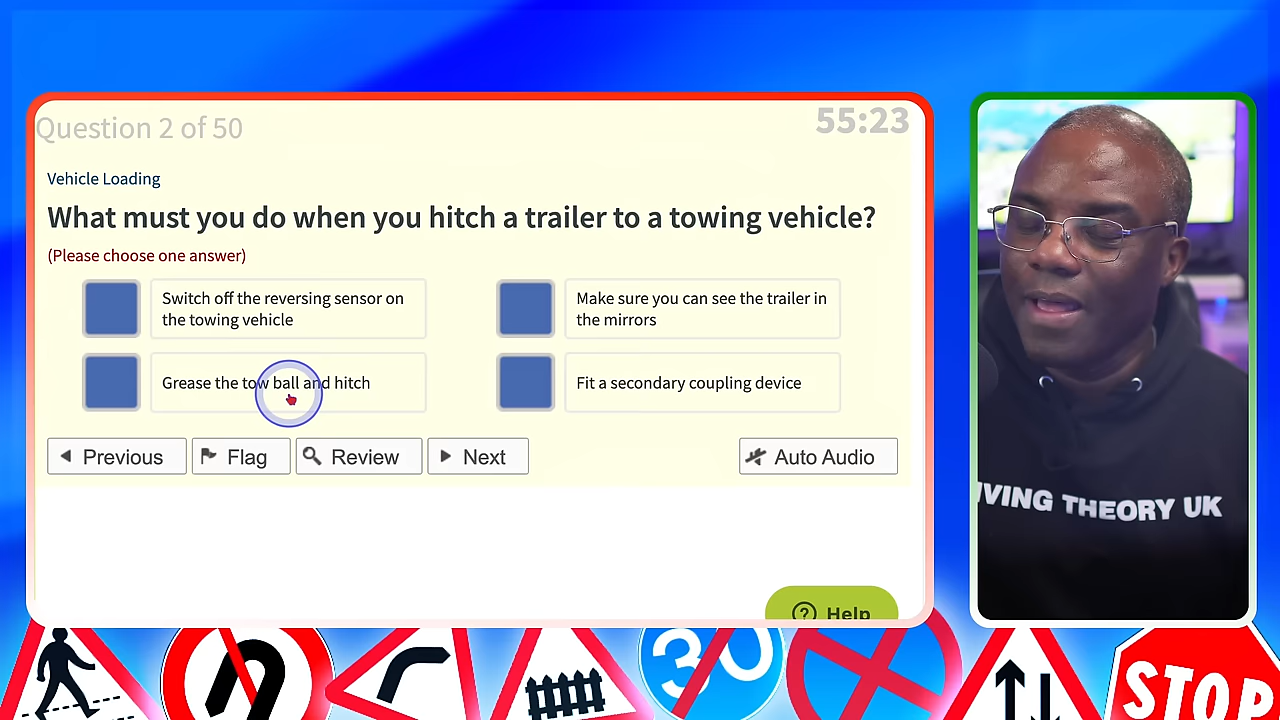 Question 2 of 50
55:23
Vehicle Loading
What must you do when you hitch a trailer to a towing vehicle?
(Please choose one answer)
Switch off the reversing sensor on
the towing vehicle
Make sure you can see the trailer in
the mirrors
Grease the tow ball and hitch
Fit a secondary coupling device
Previous
Flag
Review
Next
Auto Audio
? Help
IVING THEORY UK
30
STOP